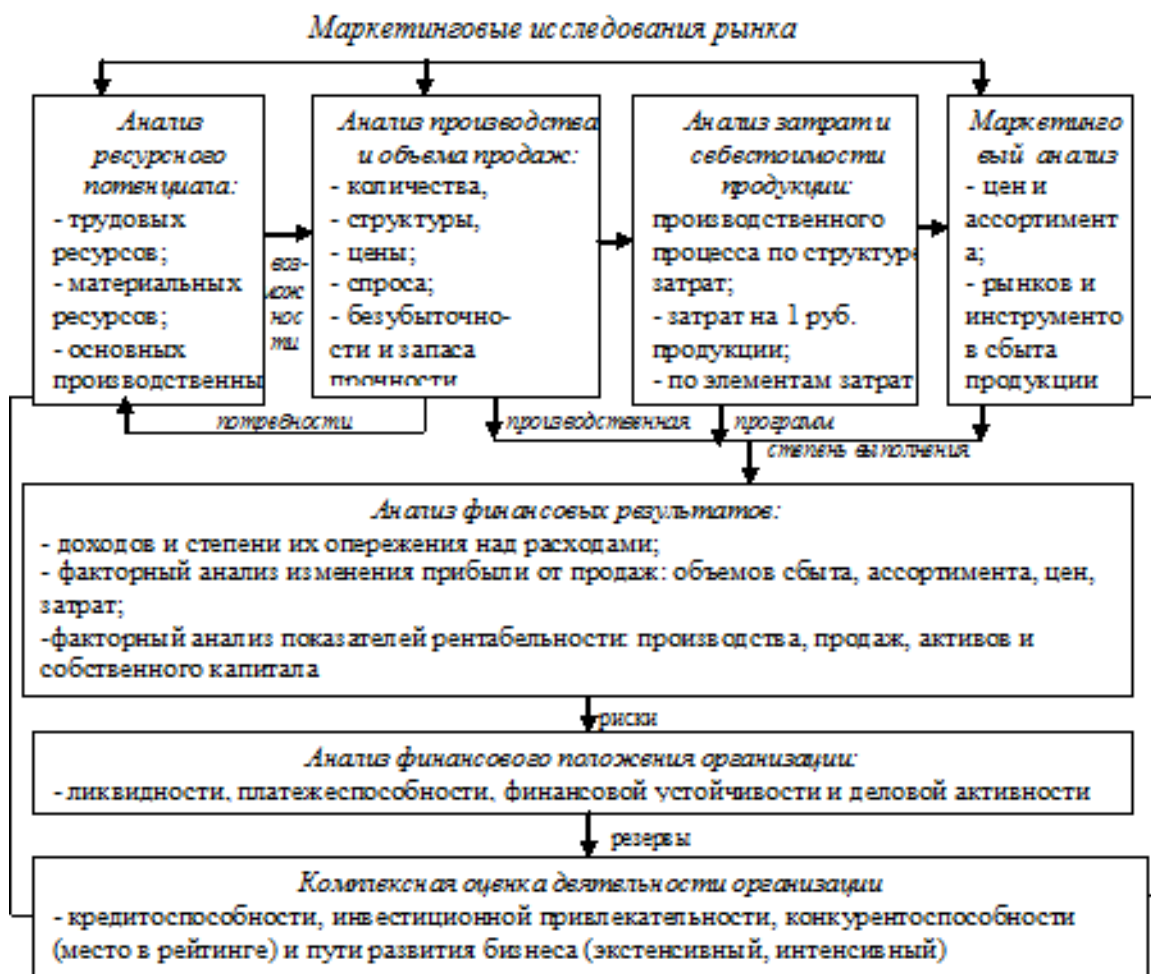 Маркетинговые исследования рынка
Анализ
ресурсного
потенциала:
- трудовых
ресурсов;
- материальных
ресурсов;
- основных
производственны
воз-
мож
нос
ти
Анализ производства
и объема продаж:
- количества,
- структуры,
- цены;
- спроса;
- безубыточно-
сти и запаса
прочности
Анализ затрат и
себестоимости
продукции:
производственного
процесса по структуре
затрат;
- затрат на 1 руб.
продукции;
- по элементам затрат
Маркетинго
вый анализ
- цен и
ассортимент
а;
- рынков и
инструменто
в сбыта
продукции
потребности
производственная
программ
степень выполнения
Анализ финансовых результатов:
- доходов и степени их опережения над расходами;
- факторный анализ изменения прибыли от продаж: объемов сбыта, ассортимента, цен,
затрат;
-факторный анализ показателей рентабельности: производства, продаж, активов и
собственного капитала
риски
Анализ финансового положения организации:
- ликвидности, платежеспособности, финансовой устойчивости и деловой активности
резервы
Комплексная оценка деятельности организации
- кредитоспособности, инвестиционной привлекательности, конкурентоспособности
(место в рейтинге) и пути развития бизнеса (экстенсивный, интенсивный)